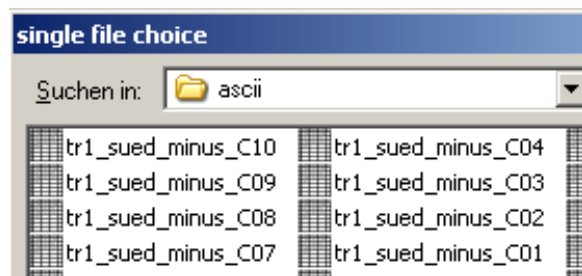 single file choice
Suchen in: ascii
tr1_sued_minus_C10 tr1_sued_minus_C04
tr1_sued_minus_C09 tr1_sued_minus_C03
tr1_sued_minus_C08 tr1_sued_minus_C02
tr1_sued_minus_C07 tr1_sued_minus_C01